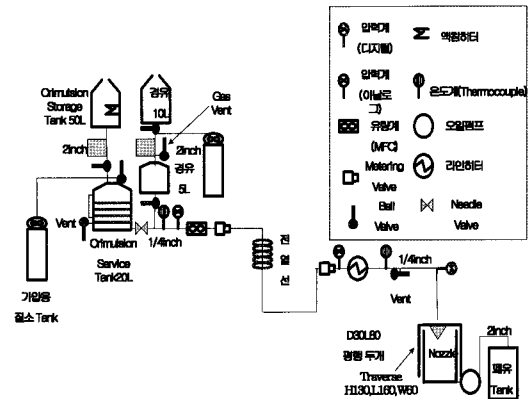 Orimulsion
Storage
Tank 50L
경유
10L
Gas
Vent
2inch
2inch
경유
5L
Vent
Orimulsion
Service
Tank20L
1/4inch
가압용
질소 Tank
전열선
1/4inch
Vent
D30L80
평행 두개
Traverse
H130,L160,W60
Nozzle
2inch
폐유
Tank
압력계
(디지털)
액침히터
압력계
(아날로
그)
온도계(Thermocouple)
유량계
(MFC)
오일펌프
Metering
Valve
라인히터
Ball
Valve
Needle
Valve